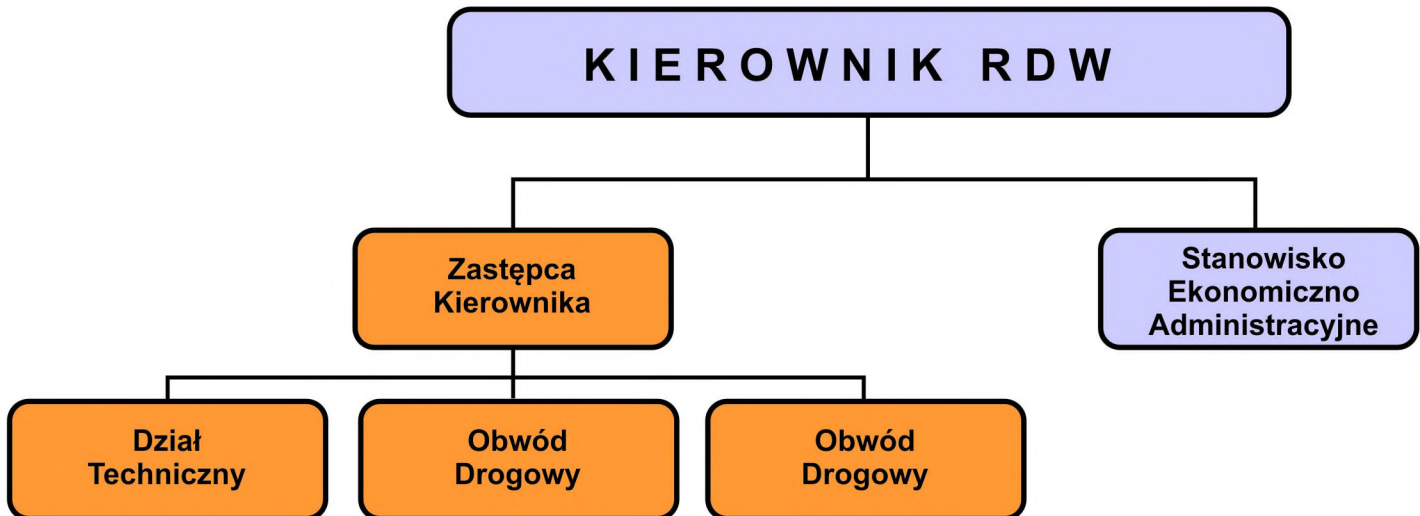 KIEROWNIK RDW
Zastępca
Kierownika
Stanowisko
Ekonomiczno
Administracyjne
Dział
Techniczny
Obwód
Drogowy
Obwód
Drogowy